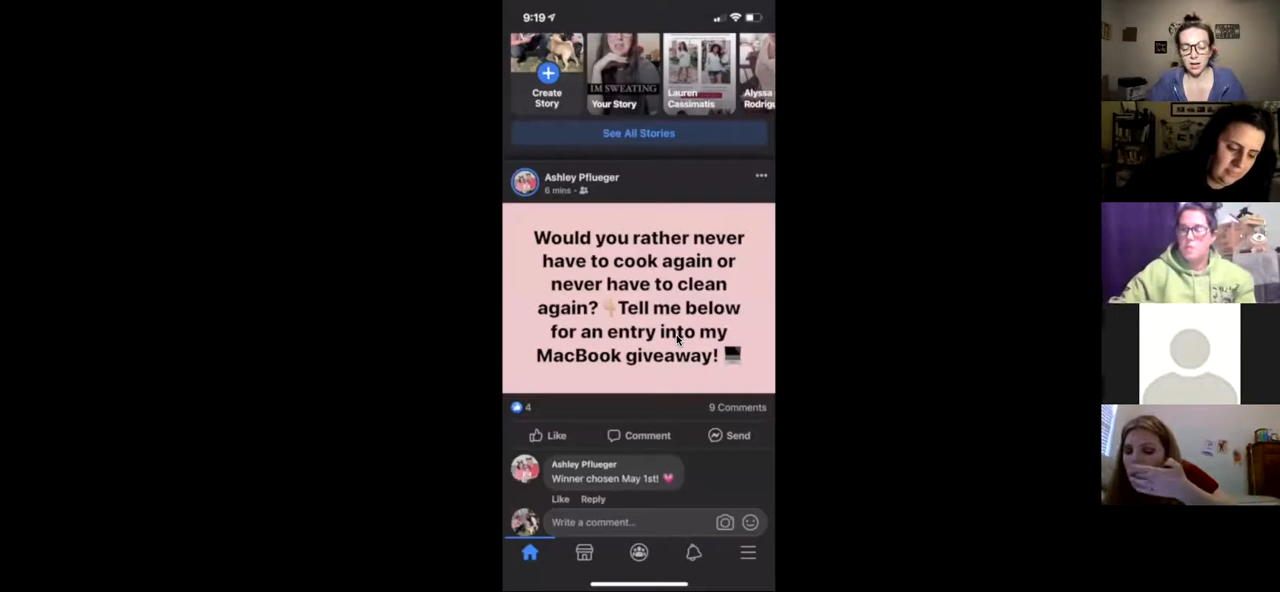 9:19
Create
Story
IM SWEATING
Your Story
Lauren
Cassimatis
Alyssa
Rodrigu
See All Stories
Ashley Pflueger
6 mins
Would you rather never
have to cook again or
never have to clean
again? 👇🏻Tell me below
for an entry into my
MacBook giveaway! 💻
4
9 Comments
Like
Comment
Send
Ashley Pflueger
Winner chosen May 1st! 💗
Like Reply
Write a comment...